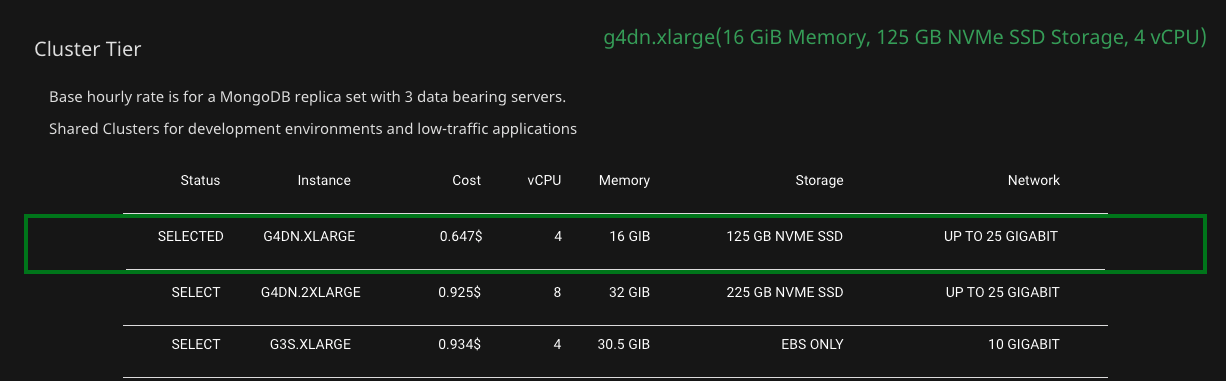 Cluster Tier
g4dn.xlarge(16 GiB Memory, 125 GB NVMe SSD Storage, 4 vCPU)
Base hourly rate is for a MongoDB replica set with 3 data bearing servers.
Shared Clusters for development environments and low-traffic applications
Status Instance Cost vCPU Memory Storage Network
SELECTED G4DN.XLARGE 0.647$ 4 16 GIB 125 GB NVME SSD UP TO 25 GIGABIT
SELECT G4DN.2XLARGE 0.925$ 8 32 GIB 225 GB NVME SSD UP TO 25 GIGABIT
SELECT G3S.XLARGE 0.934$ 4 30.5 GIB EBS ONLY 10 GIGABIT